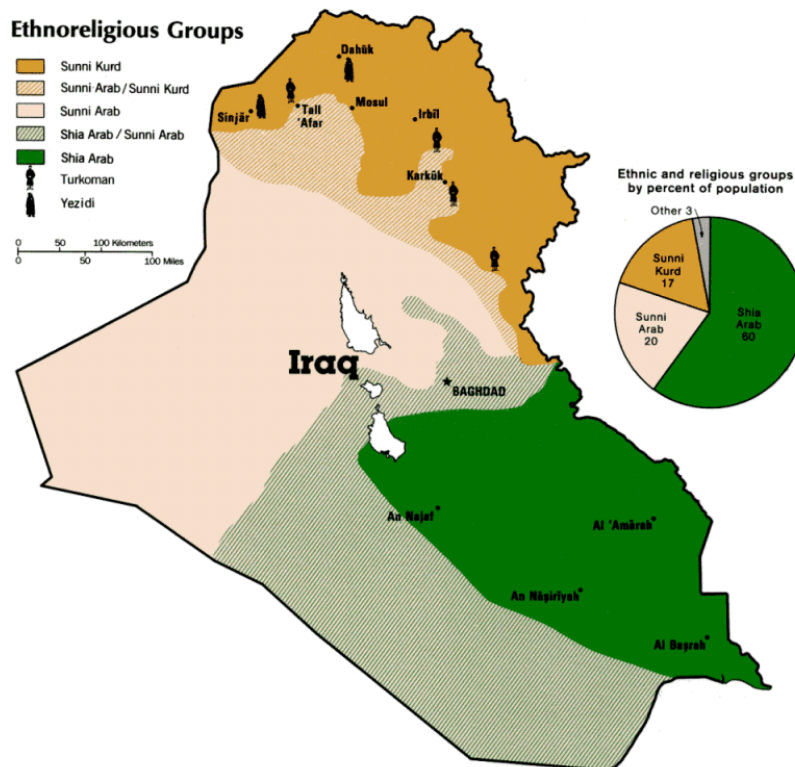 Ethnoreligious Groups
Sunni Kurd
Sunni Arab/Sunni Kurd
Sunni Arab
Shia Arab/Sunni Arab
Shia Arab
Turkoman
Yezidi
0 50 100 Kilometers
0 50 100 Miles
Dahūk
Sinjār
Tall
'Afar
Mosul
Irbīl
Karkūk
Iraq
BAGHDAD
An Najaf
Al 'Amārah
An Nāşirīyah
Al Başrah
Ethnic and religious groups
by percent of population
Other 3
Sunni
Kurd
17
Sunni
Arab
20
Shia
Arab
60